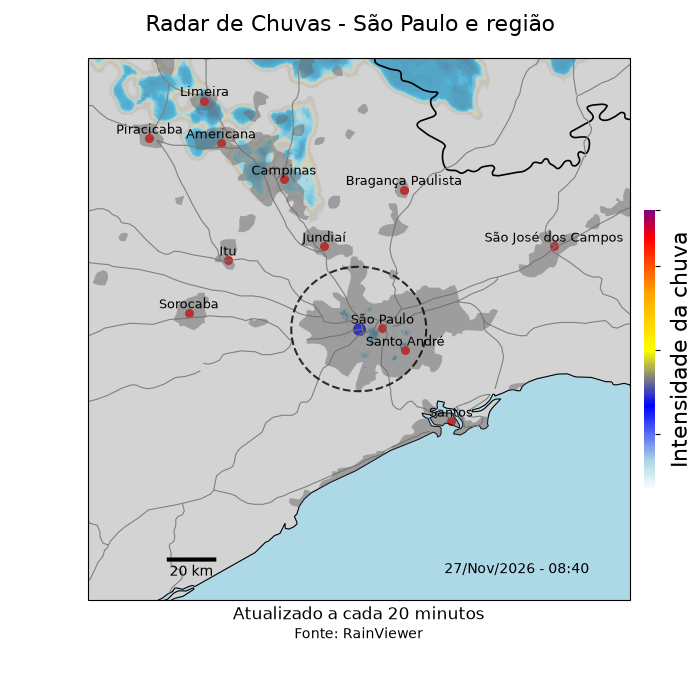 Radar de Chuvas - São Paulo e região
Limeira
Piracicaba
Americana
Campinas
Bragança Paulista
Itu
Jundiaí
São José dos Campos
Sorocaba
São Paulo
Santo André
Santos
Intensidade da chuva
20 km
27/Nov/2026 - 08:40
Atualizado a cada 20 minutos
Fonte: RainViewer